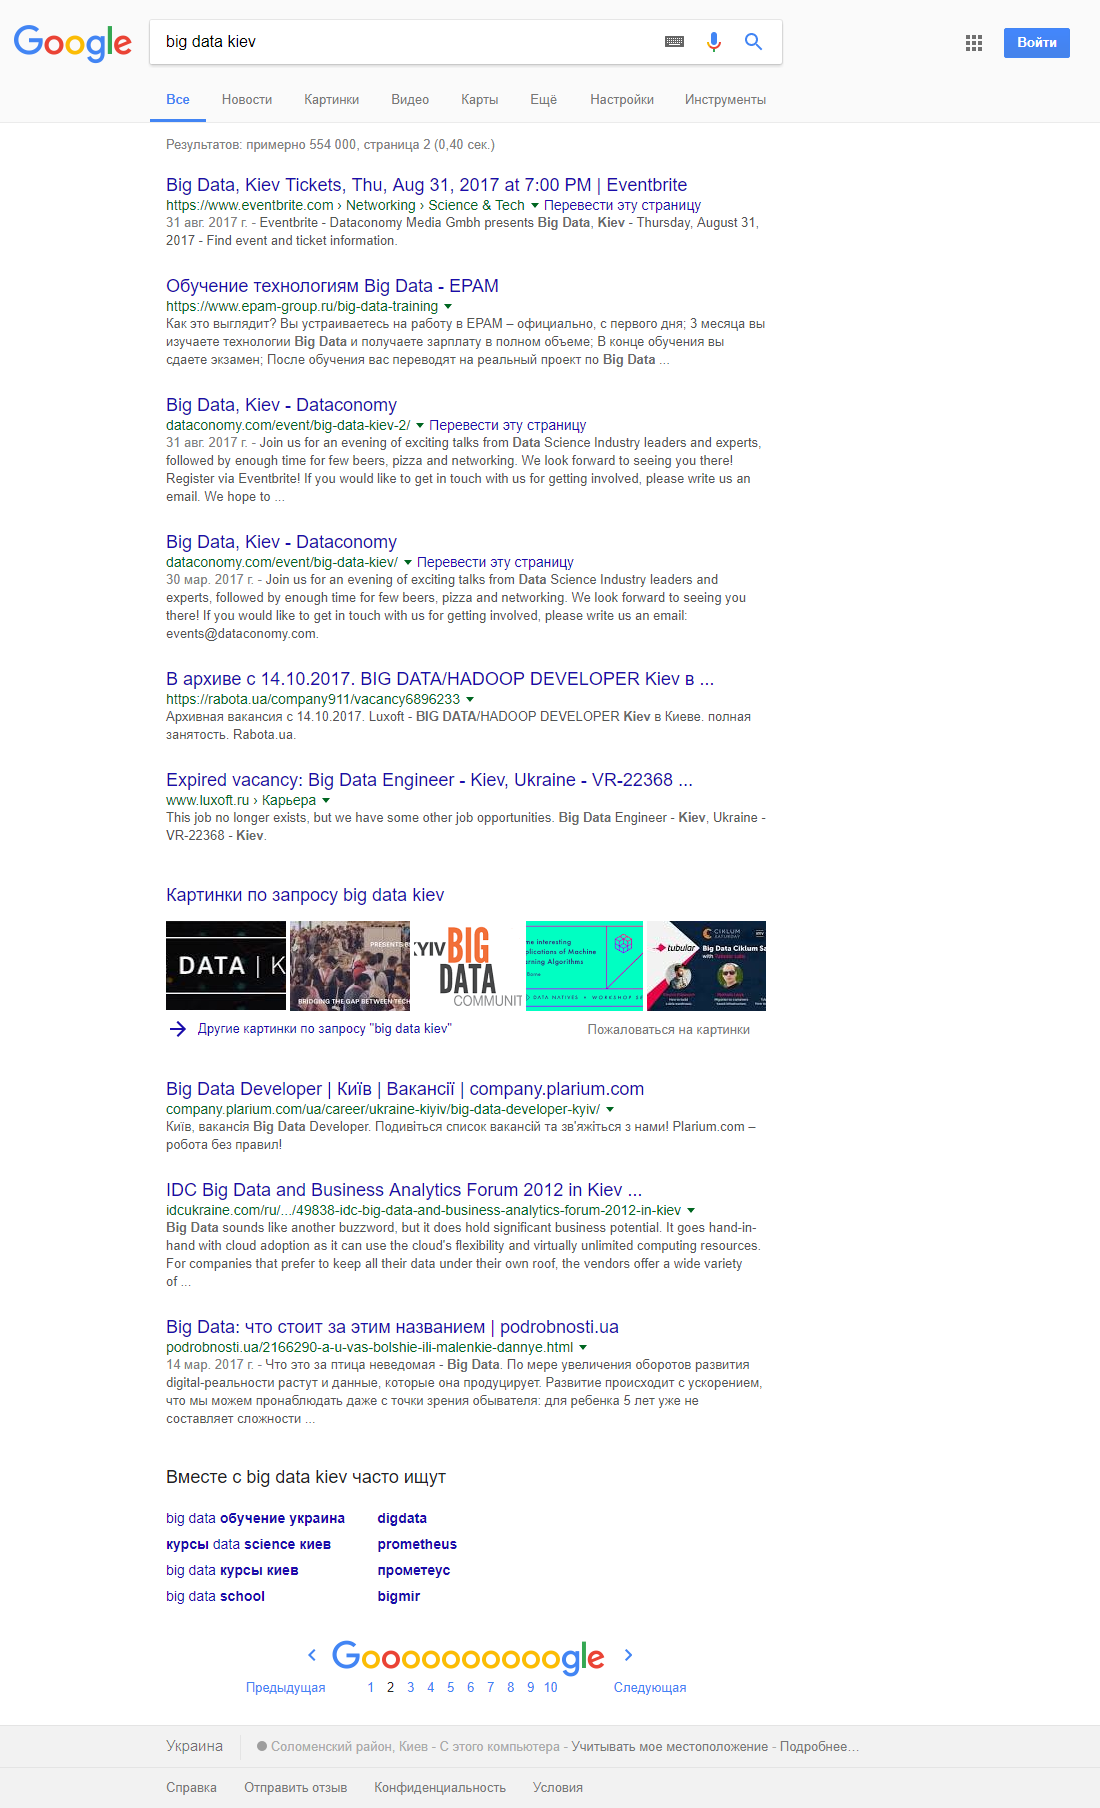 Google
big data kiev
Войти
Все Новости Картинки Видео Карты Ещё Настройки Инструменты
Результатов: примерно 554 000, страница 2 (0,40 сек.)
Big Data, Kiev Tickets, Thu, Aug 31, 2017 at 7:00 PM | Eventbrite
https://www.eventbrite.com › Networking › Science & Tech ▼ Перевести эту страницу
31 авг. 2017 г. - Eventbrite - Dataconomy Media Gmbh presents Big Data, Kiev - Thursday, August 31,
2017 - Find event and ticket information.
Обучение технологиям Big Data - EPAM
https://www.epam-group.ru/big-data-training ▼
Как это выглядит? Вы устраиваетесь на работу в EPAM – официально, с первого дня; 3 месяца вы
изучаете технологии Big Data и получаете зарплату в полном объеме; В конце обучения вы
сдаете экзамен; После обучения вас переводят на реальный проект по Big Data ...
Big Data, Kiev - Dataconomy
dataconomy.com/event/big-data-kiev-2/ ▼ Перевести эту страницу
31 авг. 2017 г. - Join us for an evening of exciting talks from Data Science Industry leaders and experts,
followed by enough time for few beers, pizza and networking. We look forward to seeing you there!
Register via Eventbrite! If you would like to get in touch with us for getting involved, please write us an
email. We hope to ...
Big Data, Kiev - Dataconomy
dataconomy.com/event/big-data-kiev/ ▼ Перевести эту страницу
30 мар. 2017 г. - Join us for an evening of exciting talks from Data Science Industry leaders and
experts, followed by enough time for few beers, pizza and networking. We look forward to seeing you
there! If you would like to get in touch with us for getting involved, please write us an email:
events@dataconomy.com.
В архиве с 14.10.2017. BIG DATA/HADOOP DEVELOPER Kiev в ...
https://rabota.ua/company911/vacancy6896233 ▼
Архивная вакансия с 14.10.2017. Luxoft - BIG DATA/HADOOP DEVELOPER Kiev в Киеве. полная
занятость. Rabota.ua.
Expired vacancy: Big Data Engineer - Kiev, Ukraine - VR-22368 ...
www.luxoft.ru › Карьера ▼
This job no longer exists, but we have some other job opportunities. Big Data Engineer - Kiev, Ukraine -
VR-22368 - Kiev.
Картинки по запросу big data kiev
DATA | K
PRESENTS B
BRIDGING THE GAP BETWEEN TECH
KYIV BIG
DATA
COMMUNIT
me interesting
plications of Machine
rning Algorithms
DATA NATIVES • WORKSHOP
CIKLUM
SATURDAY
tubular
Big Data Ciklum Sa
with Tubular Labs
Другие картинки по запросу "big data kiev"
Пожаловаться на картинки
Big Data Developer | Київ | Вакансії | company.plarium.com
company.plarium.com/ua/career/ukraine-kiyiv/big-data-developer-kyiv/ ▼
Київ, вакансія Big Data Developer. Подивіться список вакансій та зв'яжіться з нами! Plarium.com –
робота без правил!
IDC Big Data and Business Analytics Forum 2012 in Kiev ...
idcukraine.com/ru/.../49838-idc-big-data-and-business-analytics-forum-2012-in-kiev ▼
Big Data sounds like another buzzword, but it does hold significant business potential. It goes hand-in-
hand with cloud adoption as it can use the cloud's flexibility and virtually unlimited computing resources.
For companies that prefer to keep all their data under their own roof, the vendors offer a wide variety
of ...
Big Data: что стоит за этим названием | podrobnosti.ua
podrobnosti.ua/2166290-a-u-vas-bolshie-ili-malenkie-dannye.html ▼
14 мар. 2017 г. - Что это за птица неведомая - Big Data. По мере увеличения оборотов развития
digital-реальности растут и данные, которые она продуцирует. Развитие происходит с ускорением,
что мы можем пронаблюдать даже с точки зрения обывателя: для ребенка 5 лет уже не
составляет сложности ...
Вместе с big data kiev часто ищут
big data обучение украина digdata
курсы data science киев prometheus
big data курсы киев прометеус
big data school bigmir
Goooooooooogle
Предыдущая 1 2 3 4 5 6 7 8 9 10 Следующая
Украина Соломенский район, Киев - С этого компьютера - Учитывать мое местоположение - Подробнее…
Справка Отправить отзыв Конфиденциальность Условия